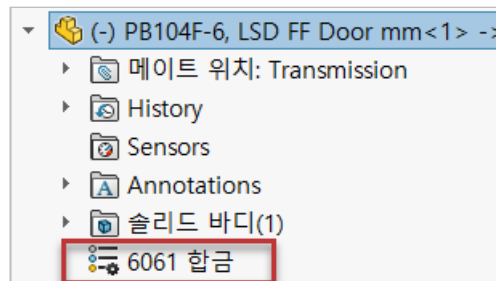 (-) PB104F-6, LSD FF Door mm<1> ->
메이트 위치: Transmission
History
Sensors
Annotations
솔리드 바디(1)
6061 합금